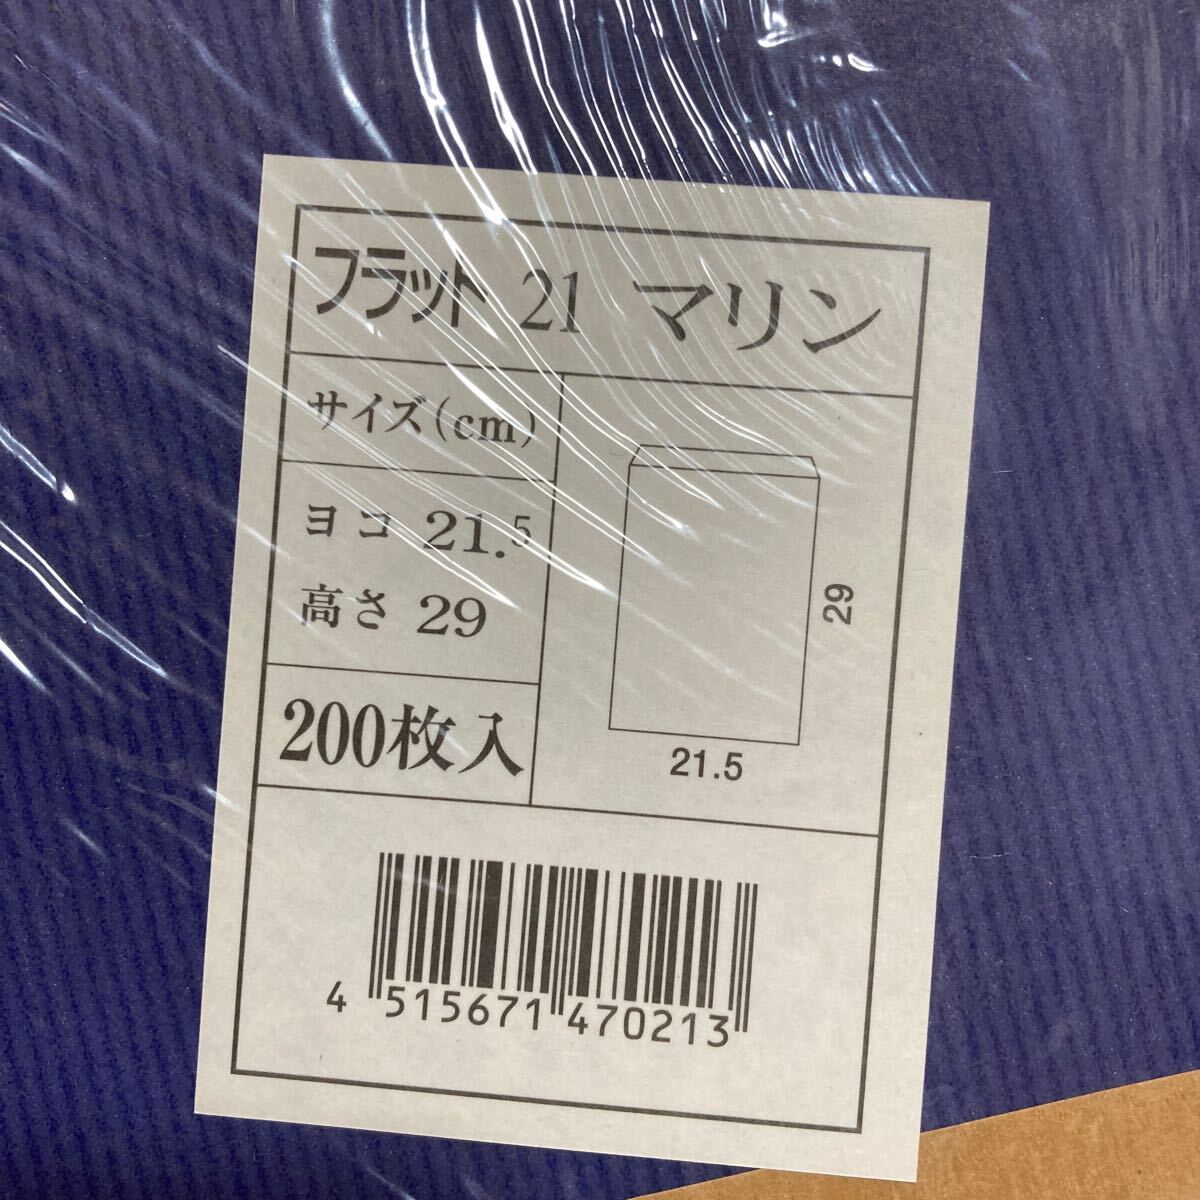 フラット 21 マリン
サイズ(cm)
ヨコ 21.5
高さ 29
200枚入
29
21.5
4 515671 470213